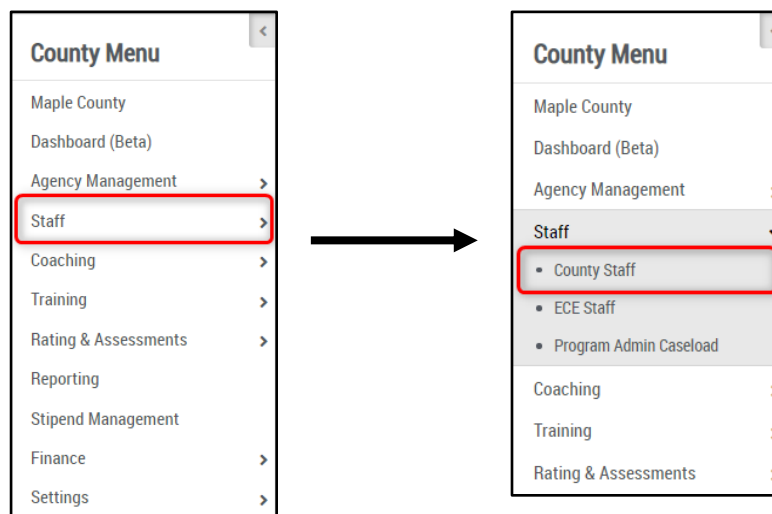 County Menu
Maple County
Dashboard (Beta)
Agency Management
Staff
Coaching
Training
Rating & Assessments
Reporting
Stipend Management
Finance
Settings
County Menu
Maple County
Dashboard (Beta)
Agency Management
Staff
• County Staff
• ECE Staff
• Program Admin Caseload
Coaching
Training
Rating & Assessments